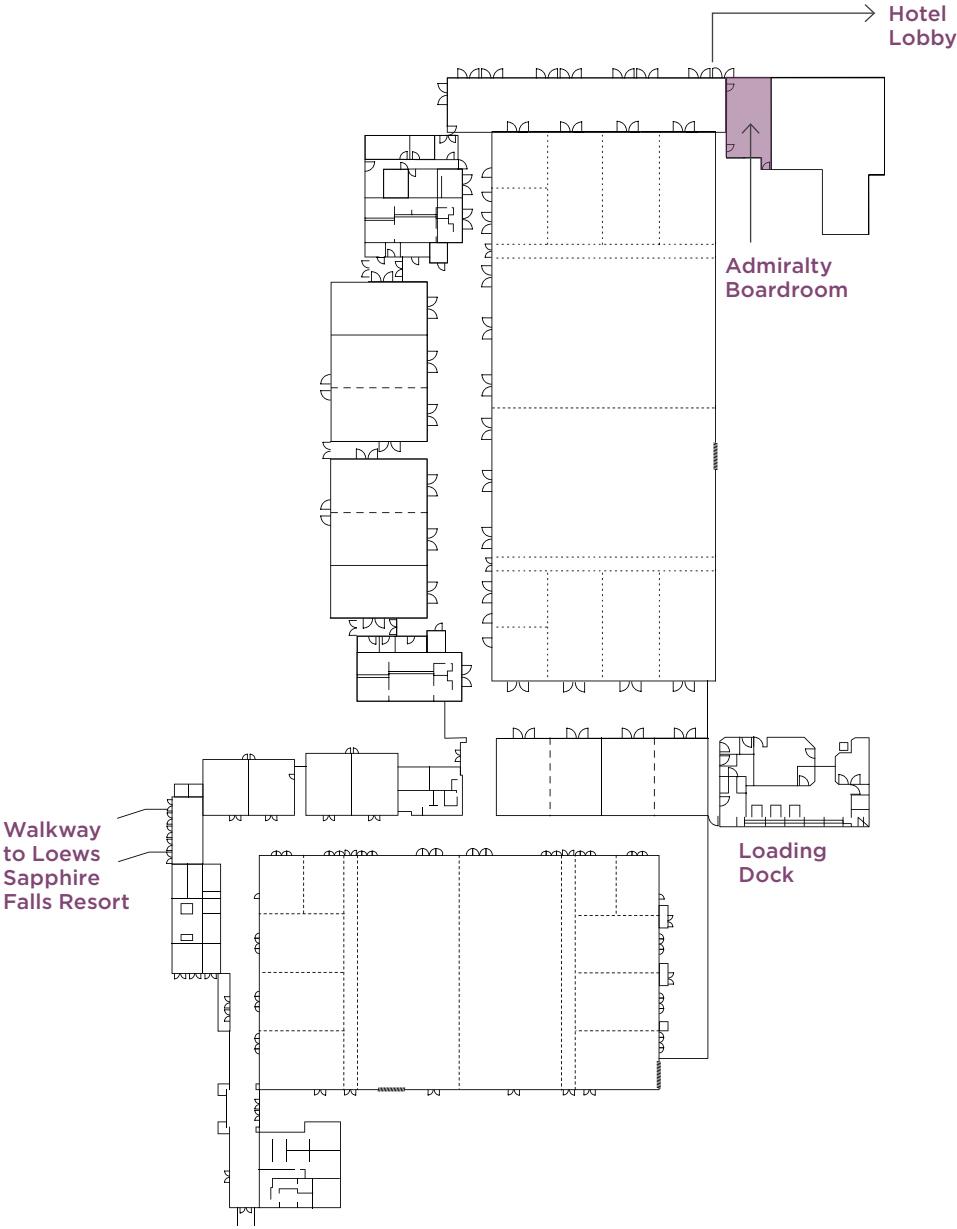 Hotel
Lobby
Admiralty
Boardroom
Walkway
to Loews
Sapphire
Falls Resort
Loading
Dock